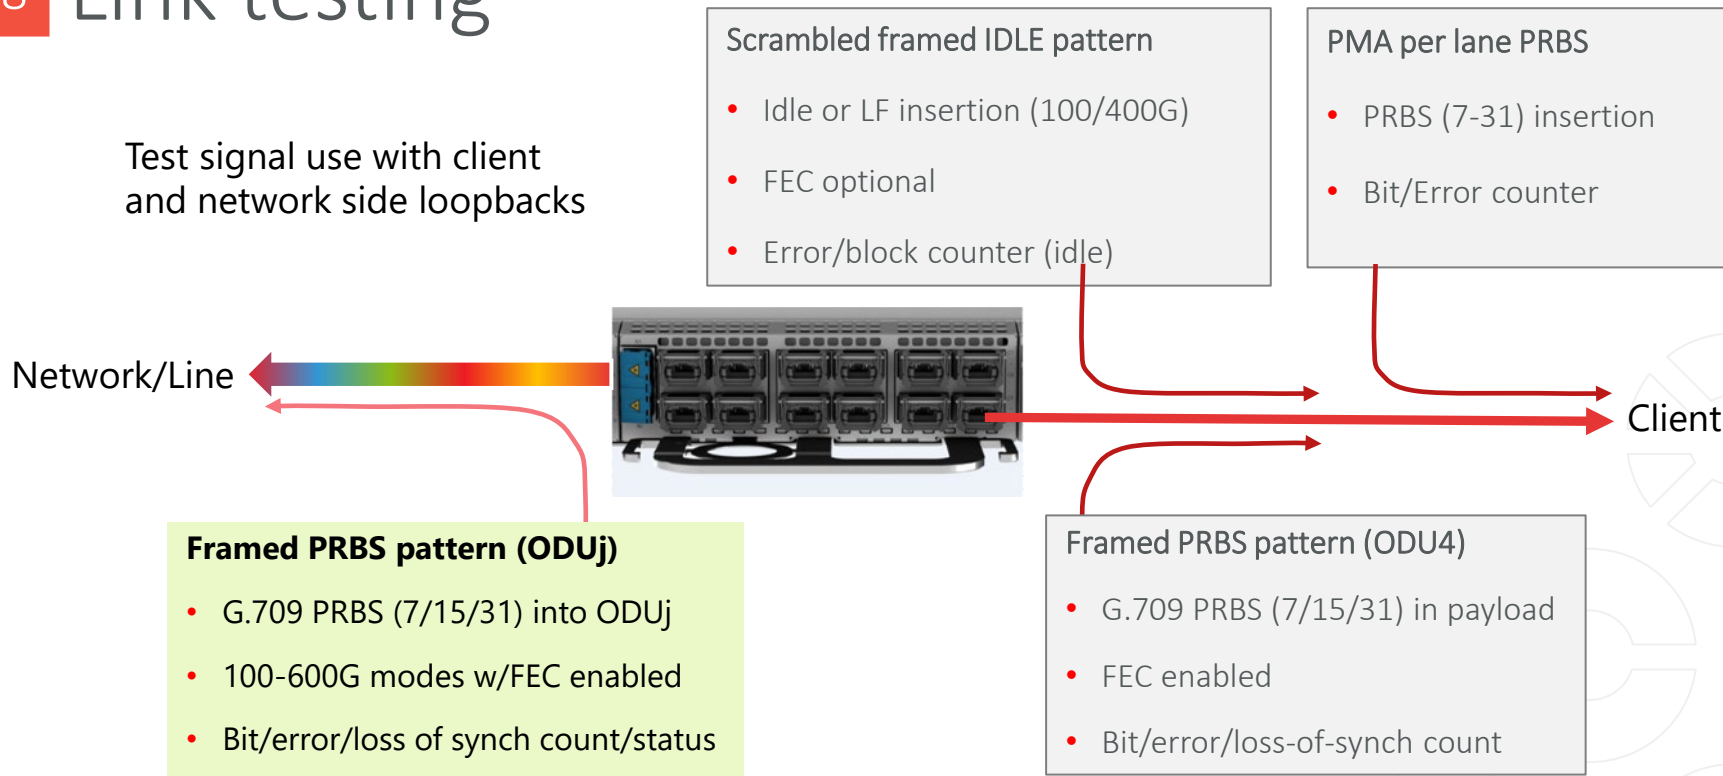 Link testing
Scrambled framed IDLE pattern
• Idle or LF insertion (100/400G)
• FEC optional
• Error/block counter (idle)
PMA per lane PRBS
• PRBS (7-31) insertion
• Bit/Error counter
Test signal use with client
and network side loopbacks
Network/Line
Client
Framed PRBS pattern (ODUj)
• G.709 PRBS (7/15/31) into ODUj
• 100-600G modes w/FEC enabled
• Bit/error/loss of synch count/status
Framed PRBS pattern (ODU4)
• G.709 PRBS (7/15/31) in payload
• FEC enabled
• Bit/error/loss-of-synch count